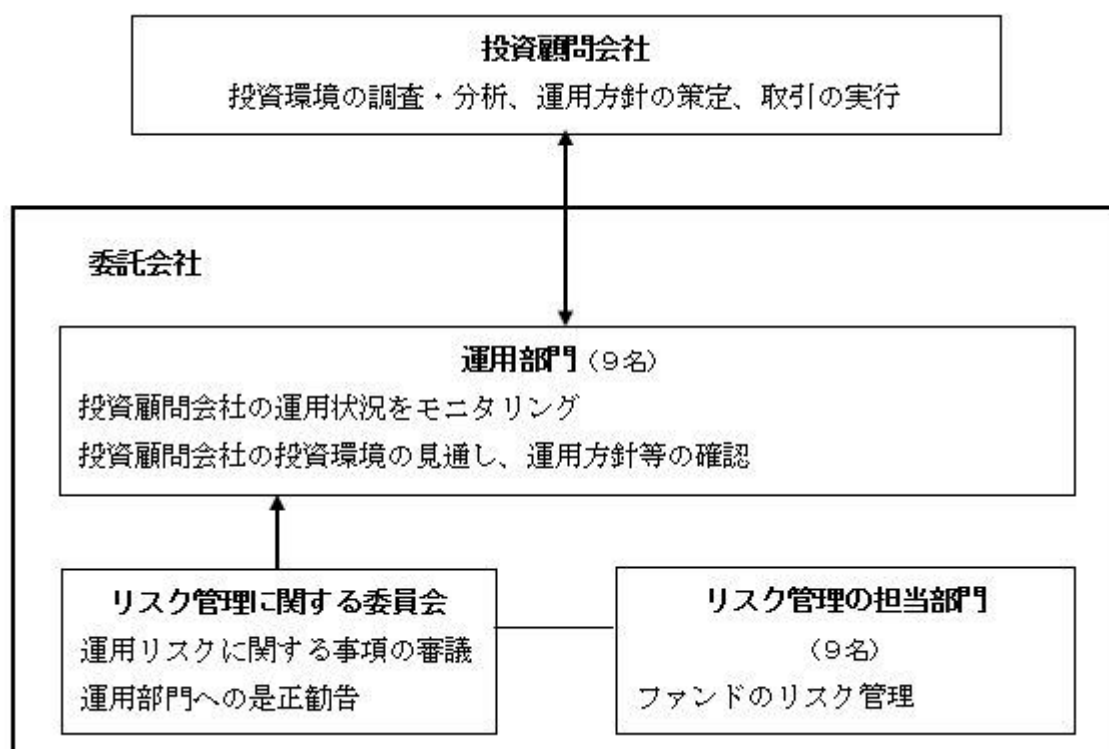 投資顧問会社
投資環境の調査・分析、運用方針の策定、取引の実行
委託会社
運用部門(９名)
投資顧問会社の運用状況をモニタリング
投資顧問会社の投資環境の見通し、運用方針等の確認
リスク管理に関する委員会
運用リスクに関する事項の審議
運用部門への是正勧告
リスク管理の担当部門
(９名)
ファンドのリスク管理